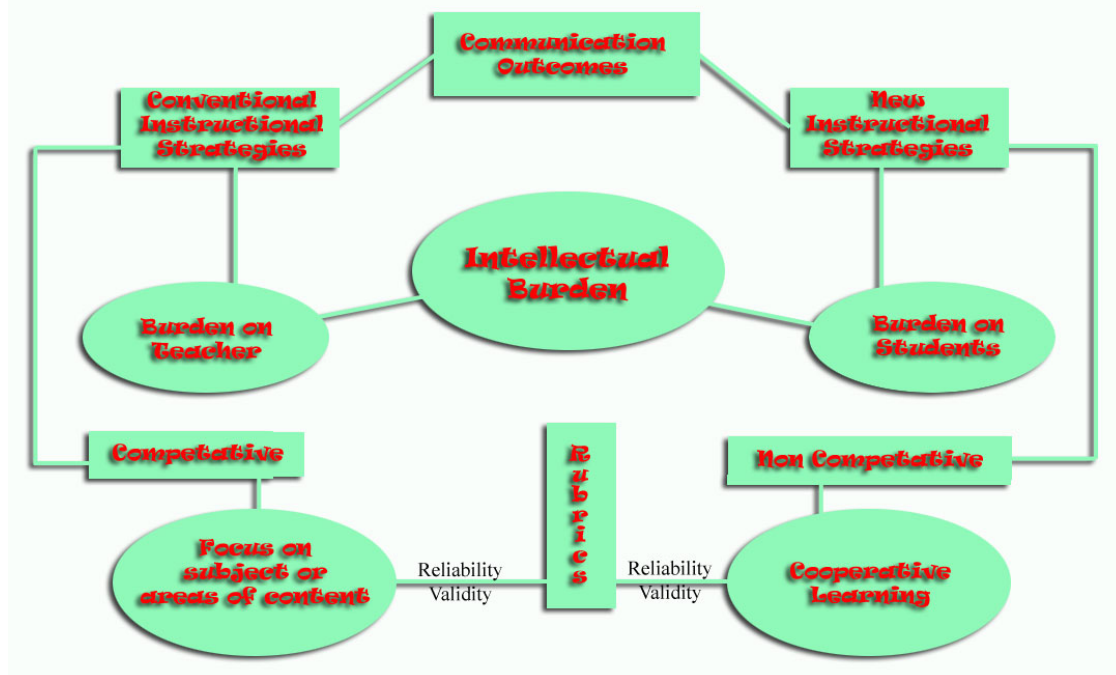 Communication
Outcomes
Conventional
Instructional
Strategies
New
Instructional
Strategies
Intellectual
Burden
Burden on
Teacher
Burden on
Students
Competative
Rubrics
Non Competative
Focus on
subject or
areas of content
Reliability
Validity
Reliability
Validity
Cooperative
Learning